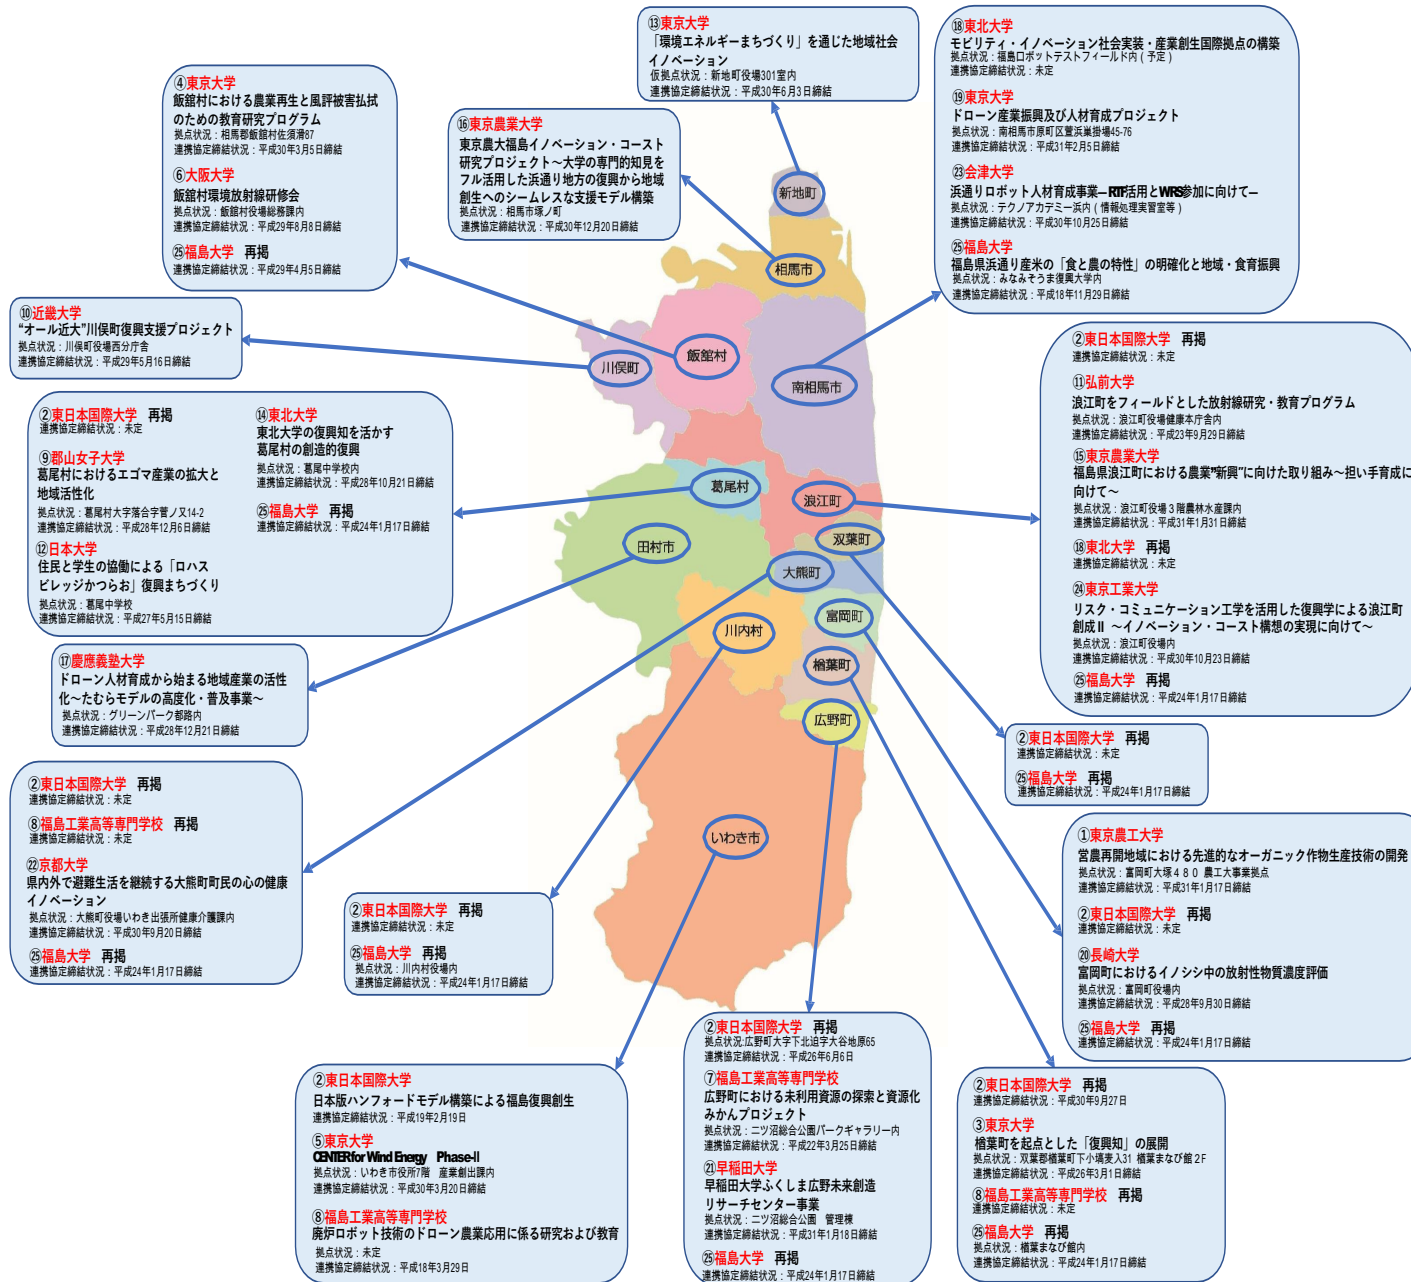 ⑬東京大学
「環境エネルギーまちづくり」を通じた地域社会
イノベーション
仮拠点状況：新地町役場301室内
連携協定締結状況：平成30年6月3日締結
⑱東北大学
モビリティ・イノベーション社会実装・産業創生国際拠点の構築
拠点状況：福島ロボットテストフィールド内（予定）
連携協定締結状況：未定
⑲東京大学
ドローン産業振興及び人材育成プロジェクト
拠点状況：南相馬市原町区萱浜巣掛場45-76
連携協定締結状況：平成31年2月5日締結
㉓会津大学
浜通りロボット人材育成事業―RTF活用とWRS参加に向けて―
拠点状況：テクノアカデミー浜内（情報処理実習室等）
連携協定締結状況：平成30年10月25日締結
㉕福島大学
福島県浜通り産米の「食と農の特性」の明確化と地域・食育振興
拠点状況：みなみそうま復興大学内
連携協定締結状況：平成18年11月29日締結
④東京大学
飯舘村における農業再生と風評被害払拭
のための教育研究プログラム
拠点状況：相馬郡飯舘村佐須滑87
連携協定締結状況：平成30年3月5日締結
⑥大阪大学
飯舘村環境放射線研修会
拠点状況：飯舘村役場総務課内
連携協定締結状況：平成29年8月8日締結
㉕福島大学　再掲
連携協定締結状況：平成29年4月5日締結
⑯東京農業大学
東京農大福島イノベーション・コースト
研究プロジェクト～大学の専門的知見を
フル活用した浜通り地方の復興から地域
創生へのシームレスな支援モデル構築
拠点状況：相馬市塚ノ町
連携協定締結状況：平成30年12月20日締結
⑩近畿大学
“オール近大”川俣町復興支援プロジェクト
拠点状況：川俣町役場西分庁舎
連携協定締結状況：平成29年5月16日締結
②東日本国際大学　再掲
連携協定締結状況：未定
⑨郡山女子大学
葛尾村におけるエゴマ産業の拡大と
地域活性化
拠点状況：葛尾村大字落合字菅ノ又14-2
連携協定締結状況：平成28年12月6日締結
⑫日本大学
住民と学生の協働による「ロハス
ビレッジかつらお」復興まちづくり
拠点状況：葛尾中学校
連携協定締結状況：平成27年5月15日締結
⑭東北大学
東北大学の復興知を活かす
葛尾村の創造的復興
拠点状況：葛尾中学校内
連携協定締結状況：平成28年10月21日締結
㉕福島大学　再掲
連携協定締結状況：平成24年1月17日締結
②東日本国際大学　再掲
連携協定締結状況：未定
⑪弘前大学
浪江町をフィールドとした放射線研究・教育プログラム
拠点状況：浪江町役場健康本庁舎内
連携協定締結状況：平成23年9月29日締結
⑮東京農業大学
福島県浪江町における農業”新興”に向けた取り組み～担い手育成に
向けて～
拠点状況：浪江町役場３階農林水産課内
連携協定締結状況：平成31年1月31日締結
⑱東北大学　再掲
連携協定締結状況：未定
㉔東京工業大学
リスク・コミュニケーション工学を活用した復興学による浪江町
創成Ⅱ ～イノベーション・コースト構想の実現に向けて～
拠点状況：浪江町役場内
連携協定締結状況：平成30年10月23日締結
㉕福島大学　再掲
連携協定締結状況：平成24年1月17日締結
新地町
相馬市
飯舘村
川俣町
南相馬市
葛尾村
浪江町
双葉町
田村市
大熊町
富岡町
川内村
楢葉町
広野町
いわき市
⑰慶應義塾大学
ドローン人材育成から始まる地域産業の活性
化～たむらモデルの高度化・普及事業～
拠点状況：グリーンパーク都路内
連携協定締結状況：平成28年12月21日締結
②東日本国際大学　再掲
連携協定締結状況：未定
㉕福島大学　再掲
連携協定締結状況：平成24年1月17日締結
②東日本国際大学　再掲
連携協定締結状況：未定
⑧福島工業高等専門学校　再掲
連携協定締結状況：未定
㉒京都大学
県内外で避難生活を継続する大熊町町民の心の健康
イノベーション
拠点状況：大熊町役場いわき出張所健康介護課内
連携協定締結状況：平成30年9月20日締結
㉕福島大学　再掲
連携協定締結状況：平成24年1月17日締結
②東日本国際大学　再掲
連携協定締結状況：未定
㉕福島大学　再掲
拠点状況：川内村役場内
連携協定締結状況：平成24年1月17日締結
①東京農工大学
営農再開地域における先進的なオーガニック作物生産技術の開発
拠点状況：富岡町大塚４８０ 農工大事業拠点
連携協定締結状況：平成31年1月17日締結
②東日本国際大学　再掲
連携協定締結状況：未定
⑳長崎大学
富岡町におけるイノシシ中の放射性物質濃度評価
拠点状況：富岡町役場内
連携協定締結状況：平成28年9月30日締結
㉕福島大学　再掲
連携協定締結状況：平成24年1月17日締結
②東日本国際大学
日本版ハンフォードモデル構築による福島復興創生
連携協定締結状況：平成19年2月19日締結
⑤東京大学
CENTER for Wind Energy　Phase-II
拠点状況：いわき市役所7階　産業創出課内
連携協定締結状況：平成30年3月20日締結
⑧福島工業高等専門学校
廃炉ロボット技術のドローン農業応用に係る研究および教育
拠点状況：未定
連携協定締結状況：平成18年3月29日締結
②東日本国際大学　再掲
拠点状況:広野町大字下北迫字大谷地原65
連携協定締結状況：平成26年6月6日
⑦福島工業高等専門学校
広野町における未利用資源の探索と資源化
みかんプロジェクト
拠点状況：二ツ沼総合公園パークギャラリー内
連携協定締結状況：平成22年3月25日締結
㉑早稲田大学
早稲田大学ふくしま広野未来創造
リサーチセンター事業
拠点状況：二ツ沼総合公園　管理棟
連携協定締結状況：平成31年1月18日締結
㉕福島大学　再掲
連携協定締結状況：平成24年1月17日締結
②東日本国際大学　再掲
連携協定締結状況：平成30年9月27日
③東京大学
楢葉町を起点とした「復興知」の展開
拠点状況：双葉郡楢葉町下小塙麦入31 楢葉まなび館２F
連携協定締結状況：平成26年3月1日締結
⑧福島工業高等専門学校　再掲
連携協定締結状況：未定
㉕福島大学　再掲
拠点状況：楢葉まなび館内
連携協定締結状況：平成24年1月17日締結